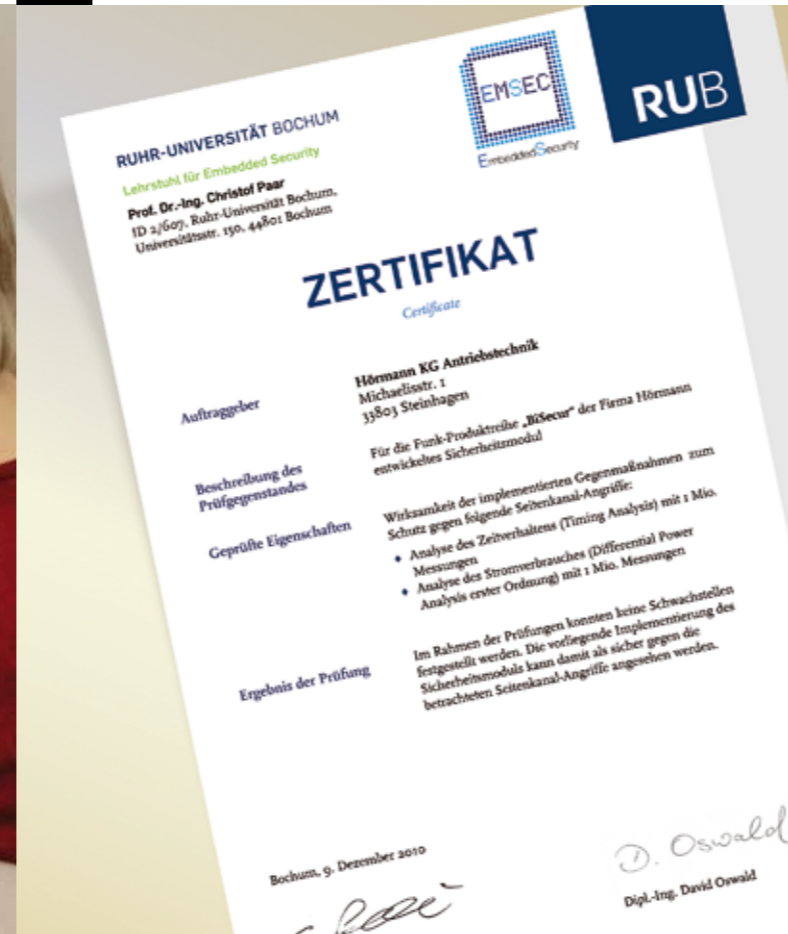 RUHR-UNIVERSITÄT BOCHUM
Lehrstuhl für Embedded Security
Prof. Dr.-Ing. Christof Paar
ID 2/607, Ruhr-Universität Bochum,
Universitätsstr. 150, 44801 Bochum
EMSEC
EmbeddedSecurity
RUB
ZERTIFIKAT
Certificate
Auftraggeber
Hörmann KG Antriebstechnik
Michaelisstr. 1
33803 Steinhagen
Beschreibung des
Prüfgegenstandes
Für die Funk-Produktreihe „BiSecur“ der Firma Hörmann
entwickeltes Sicherheitsmodul
Geprüfte Eigenschaften
Wirksamkeit der implementierten Gegenmaßnahmen zum
Schutz gegen folgende Seitenkanal-Angriffe:
◆ Analyse des Zeitverhaltens (Timing Analysis) mit 1 Mio.
Messungen
◆ Analyse des Stromverbrauches (Differential Power
Analysis erster Ordnung) mit 1 Mio. Messungen
Ergebnis der Prüfung
Im Rahmen der Prüfungen konnten keine Schwachstellen
festgestellt werden. Die vorliegende Implementierung des
Sicherheitsmoduls kann damit als sicher gegen die
betrachteten Seitenkanal-Angriffe angesehen werden.
Bochum, 9. Dezember 2010
D. Oswald
Dipl.-Ing. David Oswald